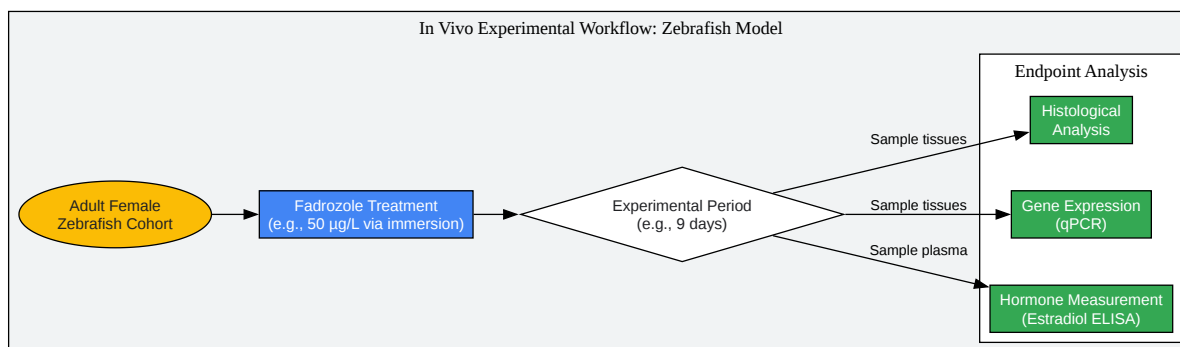 In Vivo Experimental Workflow: Zebrafish Model
Endpoint Analysis
Adult Female
Zebrafish Cohort
Fadrozole Treatment
(e.g., 50 µg/L via immersion)
Experimental Period
(e.g., 9 days)
Sample tissues
Sample tissues
Sample plasma
Histological
Analysis
Gene Expression
(qPCR)
Hormone Measurement
(Estradiol ELISA)